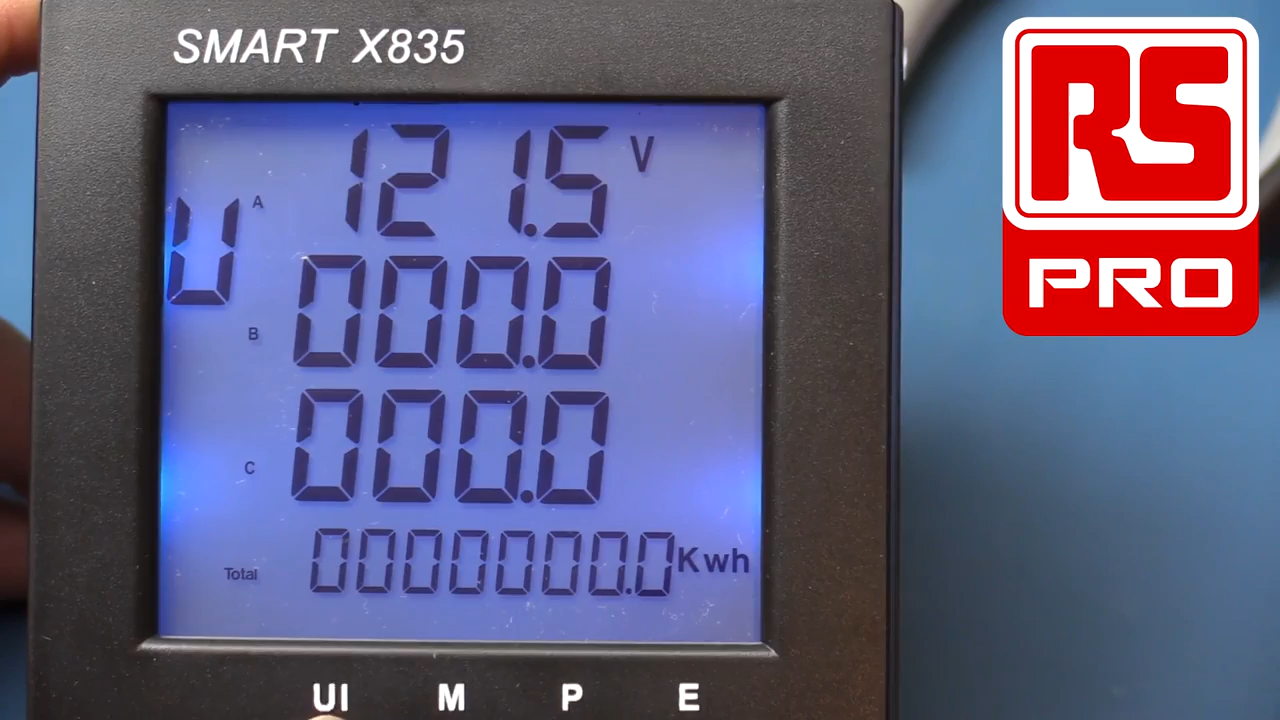 SMART X835
121.5 V
U A
000.0
B
000.0
C
Total 0000000.0 Kwh
UI M P E
RS
PRO